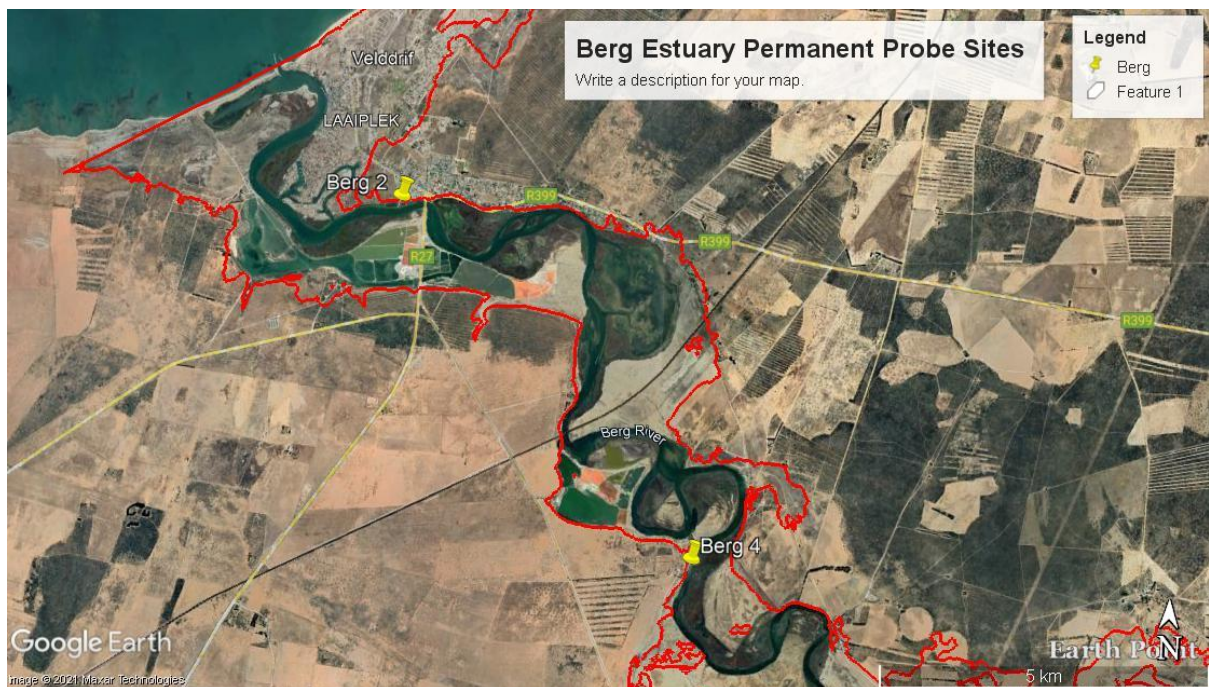 Berg Estuary Permanent Probe Sites
Write a description for your map.
Legend
Berg
Feature 1
Velddrif
LAAIPLEK
Berg 2
R399
R27
R399
R399
Berg River
Berg 4
Google Earth
Image © 2021 Maxar Technologies
Earth Point
N
5 km